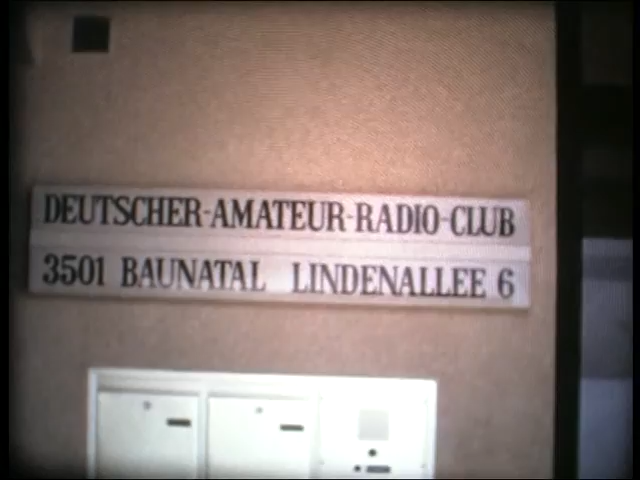 DEUTSCHER-AMATEUR-RADIO-CLUB
3501 BAUNATAL LINDENALLEE 6